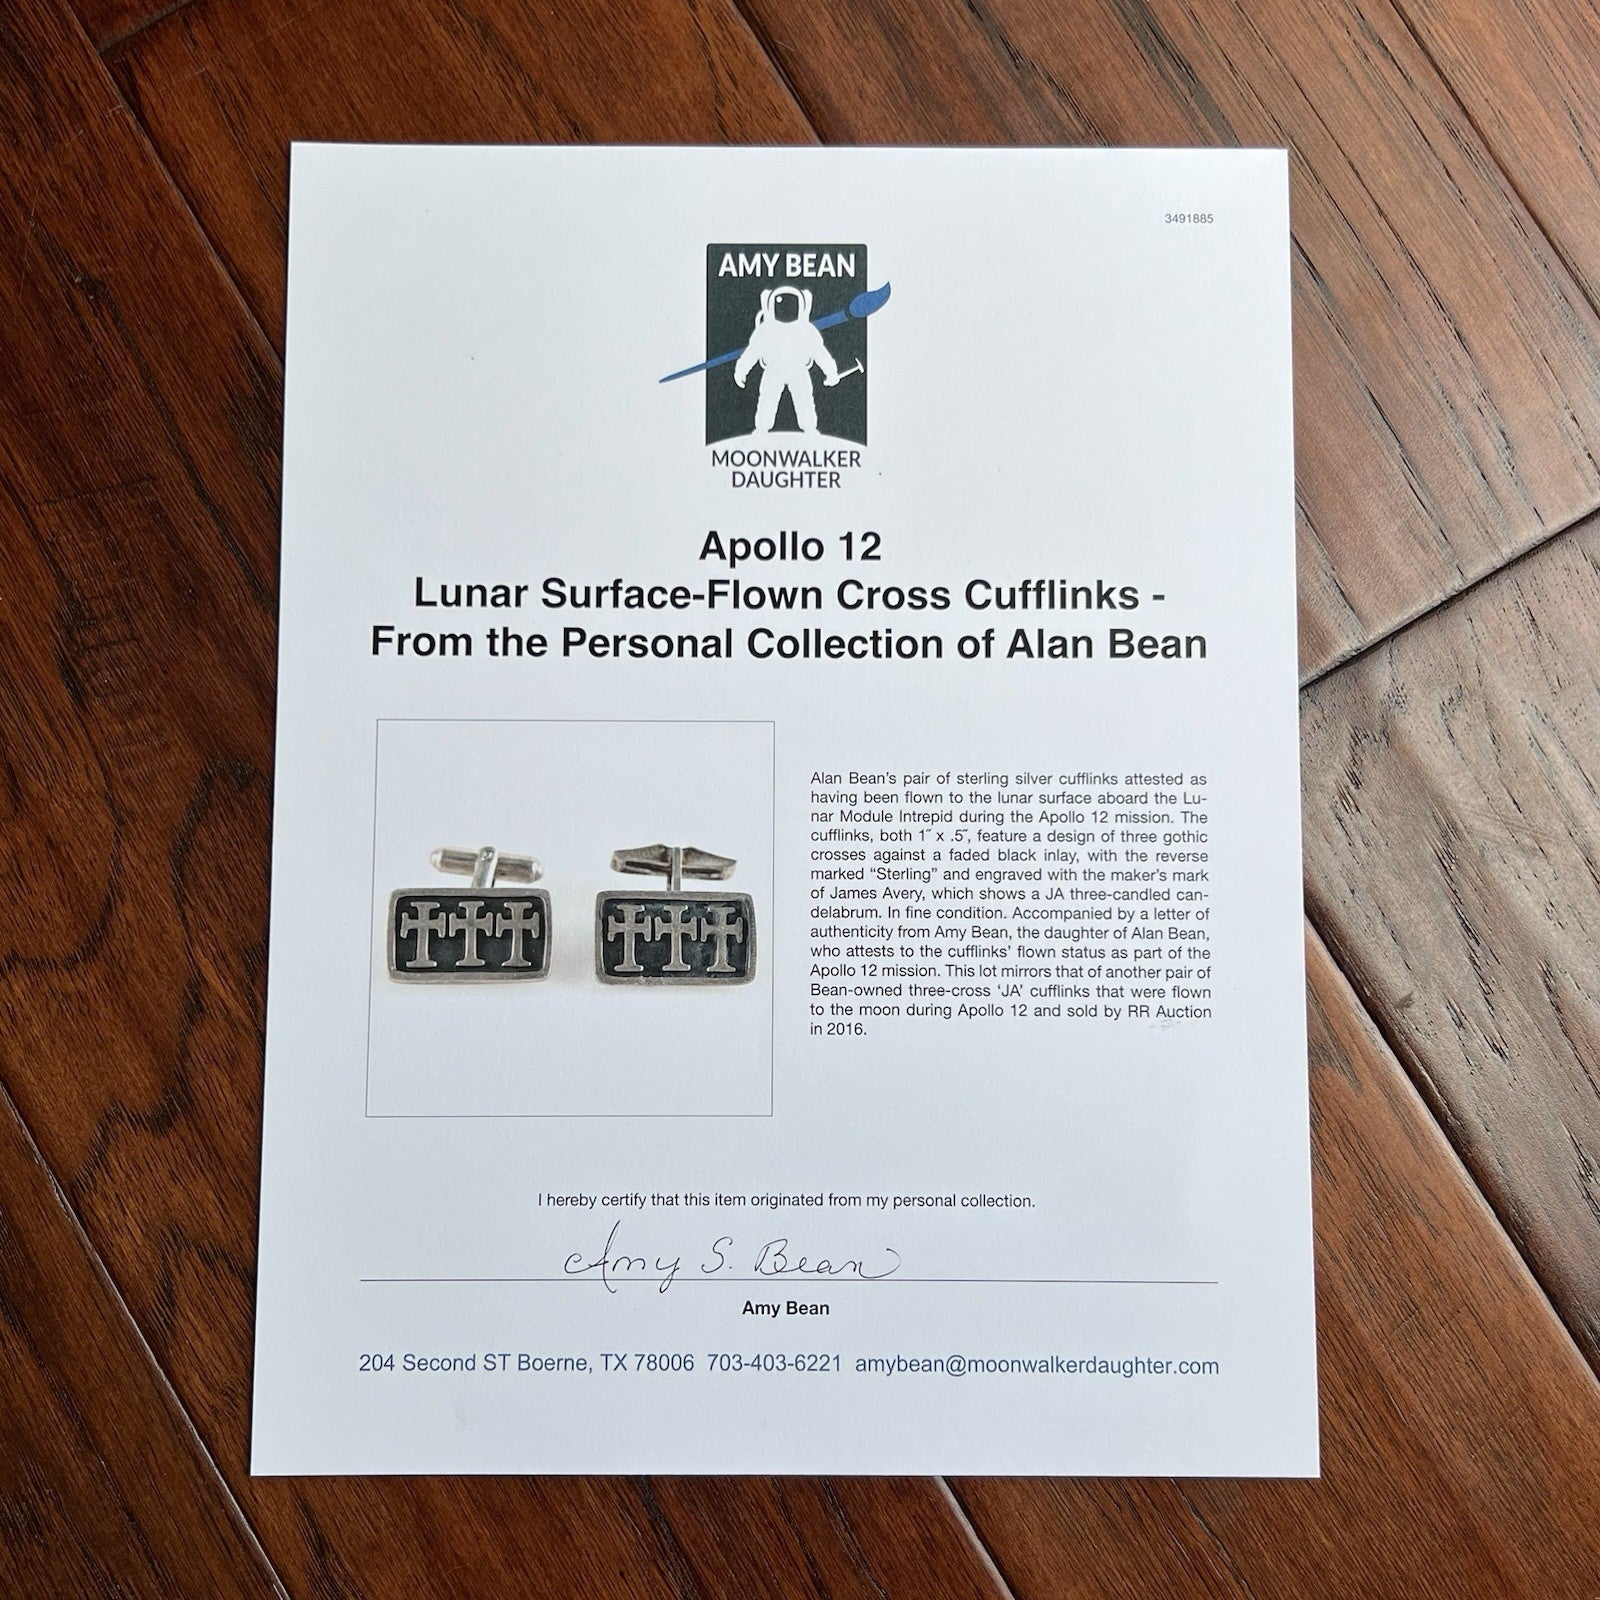 3491885
AMY BEAN
MOONWALKER
DAUGHTER
Apollo 12
Lunar Surface-Flown Cross Cufflinks -
From the Personal Collection of Alan Bean
Alan Bean's pair of sterling silver cufflinks attested as
having been flown to the lunar surface aboard the Lu-
nar Module Intrepid during the Apollo 12 mission. The
cufflinks, both 1˝ x .5˝, feature a design of three gothic
crosses against a faded black inlay, with the reverse
marked “Sterling” and engraved with the maker's mark
of James Avery, which shows a JA three-candled can-
delabrum. In fine condition. Accompanied by a letter of
authenticity from Amy Bean, the daughter of Alan Bean,
who attests to the cufflinks' flown status as part of the
Apollo 12 mission. This lot mirrors that of another pair of
Bean-owned three-cross ‘JA’ cufflinks that were flown
to the moon during Apollo 12 and sold by RR Auction
in 2016.
I hereby certify that this item originated from my personal collection.
Amy S. Bean
Amy Bean
204 Second ST Boerne, TX 78006 703-403-6221 amybean@moonwalkerdaughter.com